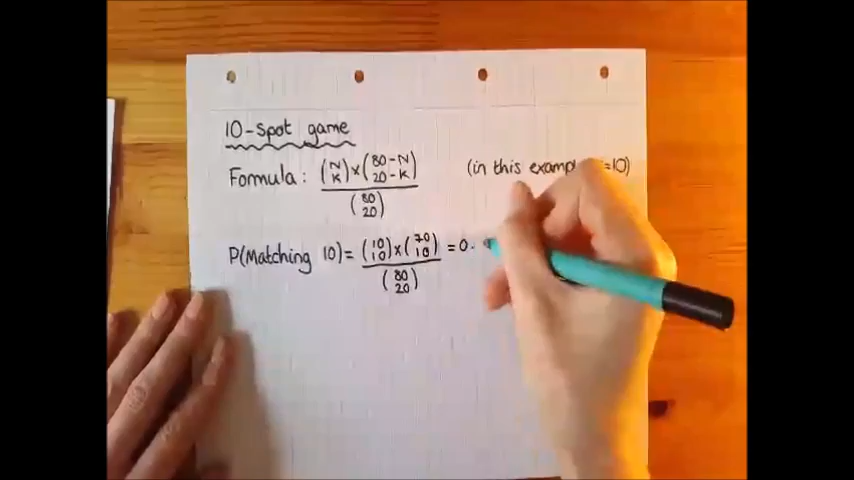 10-spot game
Formula: (N K) × (80-N 20-K) / (80 20) (in this example =10)
P(Matching 10) = (10 10) × (70 10) / (80 20) = 0.